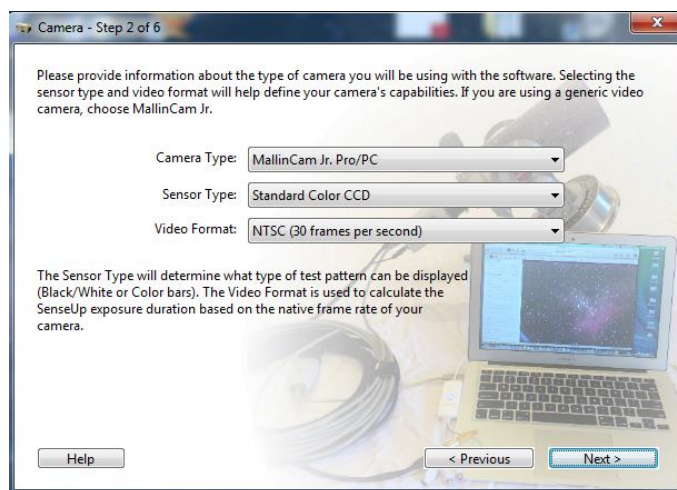 Camera - Step 2 of 6
Please provide information about the type of camera you will be using with the software. Selecting the
sensor type and video format will help define your camera's capabilities. If you are using a generic video
camera, choose MallinCam Jr.
Camera Type: MallinCam Jr. Pro/PC
Sensor Type: Standard Color CCD
Video Format: NTSC (30 frames per second)
The Sensor Type will determine what type of test pattern can be displayed
(Black/White or Color bars). The Video Format is used to calculate the
SenseUp exposure duration based on the native frame rate of your
camera.
Help < Previous Next >